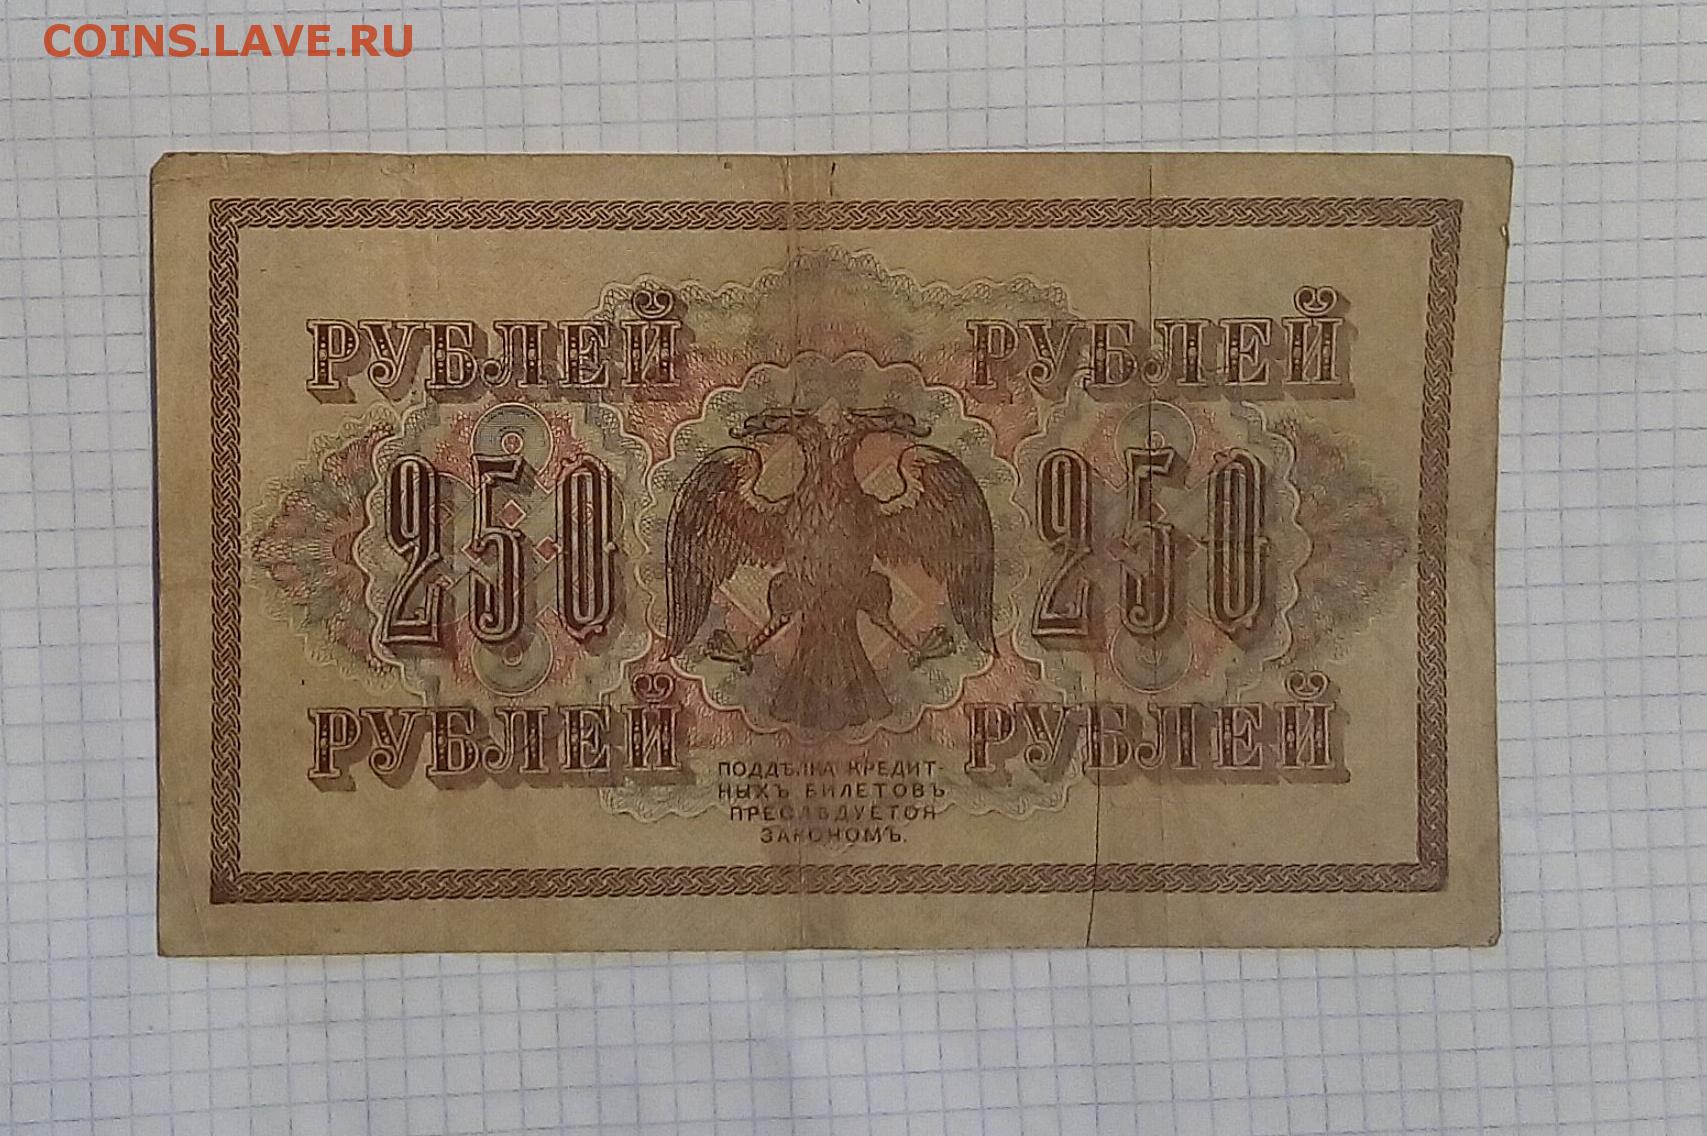 COINS.LAVE.RU
РУБЛЕЙ РУБЛЕЙ
250 250
РУБЛЕЙ РУБЛЕЙ
ПОДДѢЛКА КРЕДИТ-
НЫХЪ БИЛЕТОВЪ
ПРЕСЛѢДУЕТСЯ
ЗАКОНОМЪ.